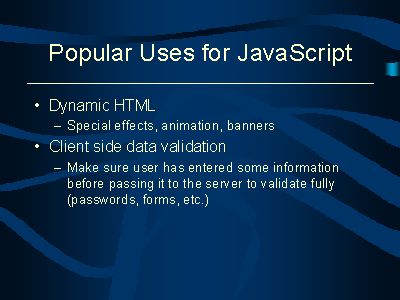 Popular Uses for JavaScript
• Dynamic HTML
– Special effects, animation, banners
• Client side data validation
– Make sure user has entered some information
before passing it to the server to validate fully
(passwords, forms, etc.)